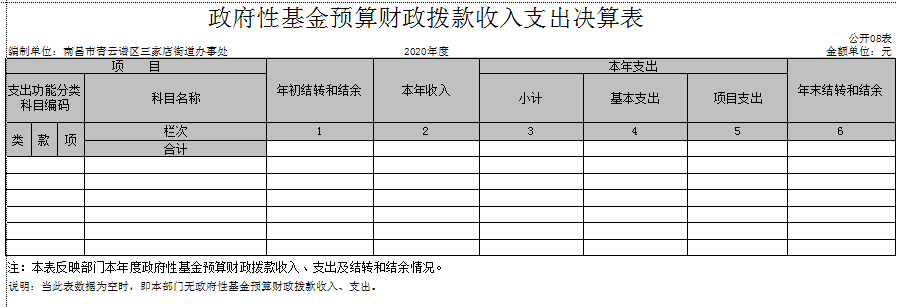 政府性基金预算财政拨款收入支出决算表
公开08表
编制单位：南昌市青云谱区三家店街道办事处 2020年度 金额单位：元
项 目 年初结转和结余 本年收入 本年支出 年末结转和结余
支出功能分类科目编码 科目名称 小计 基本支出 项目支出
类 款 项 栏次 1 2 3 4 5 6
合计
注：本表反映部门本年度政府性基金预算财政拨款收入、支出及结转和结余情况。
说明：当此表数据为空时，即本部门无政府性基金预算财政拨款收入、支出。